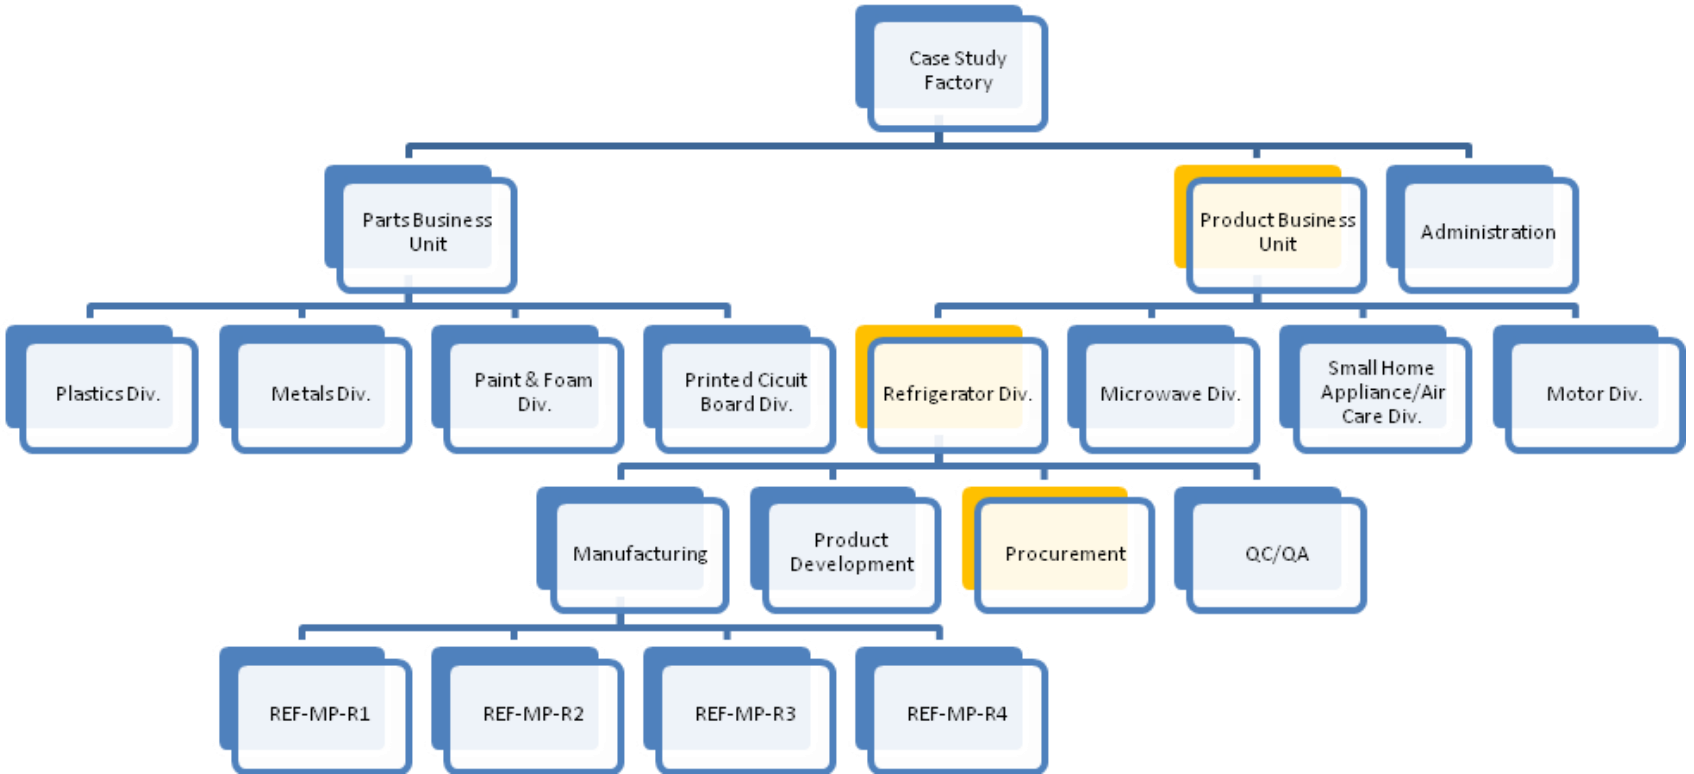 Case Study
Factory
Parts Business
Unit
Product Business
Unit
Administration
Plastics Div.
Metals Div.
Paint & Foam
Div.
Printed Cicuit
Board Div.
Refrigerator Div.
Microwave Div.
Small Home
Appliance/Air
Care Div.
Motor Div.
Manufacturing
Product
Development
Procurement
QC/QA
REF-MP-R1
REF-MP-R2
REF-MP-R3
REF-MP-R4